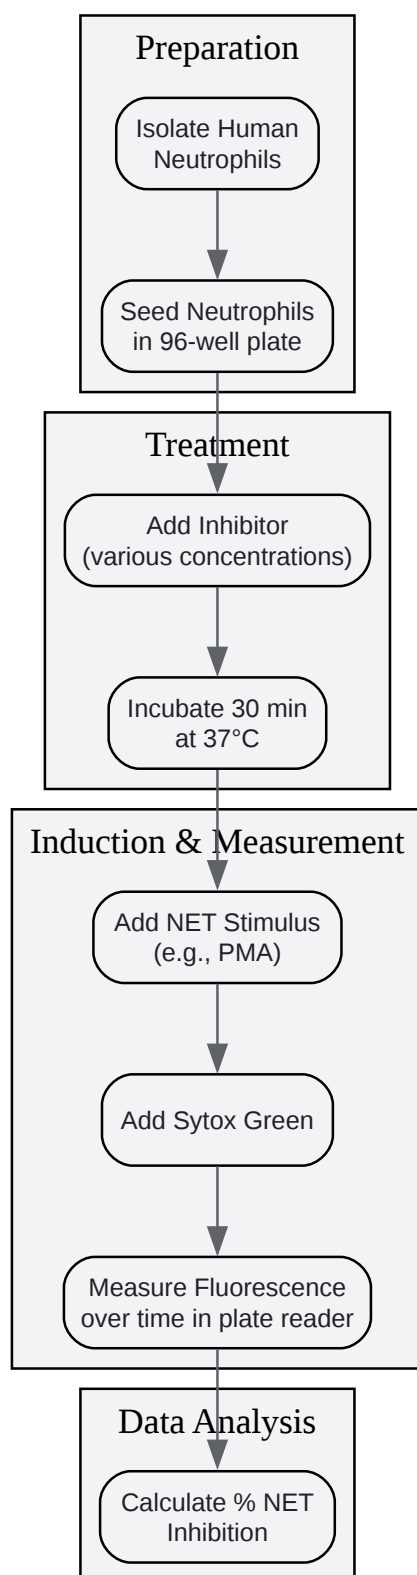 Preparation
Isolate Human
Neutrophils
Seed Neutrophils
in 96-well plate
Treatment
Add Inhibitor
(various concentrations)
Incubate 30 min
at 37°C
Induction & Measurement
Add NET Stimulus
(e.g., PMA)
Add Sytox Green
Measure Fluorescence
over time in plate reader
Data Analysis
Calculate % NET
Inhibition